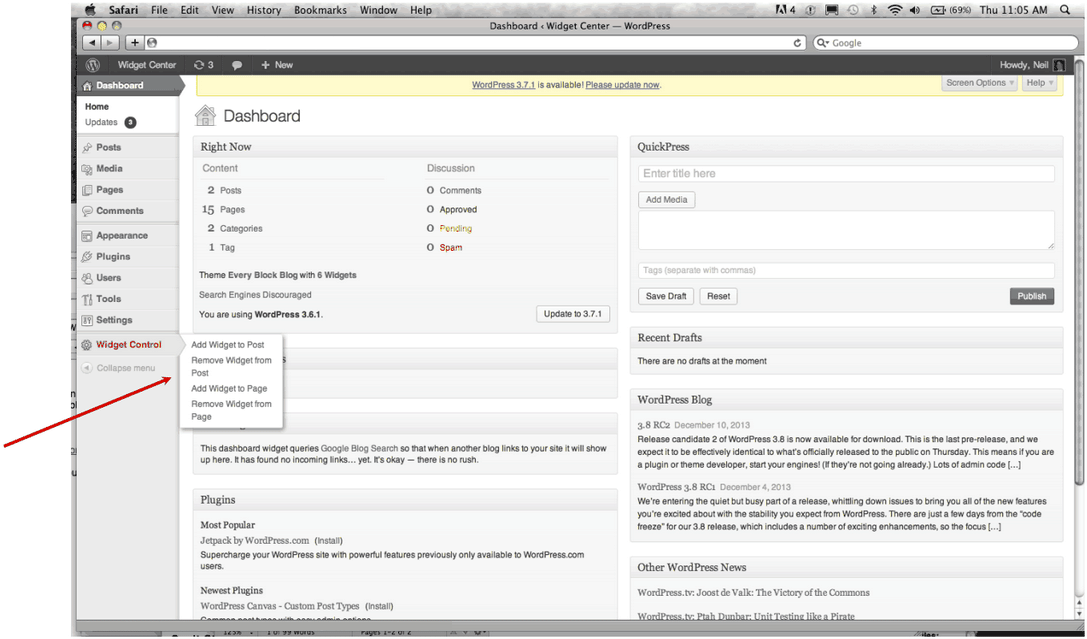 Safari File Edit View History Bookmarks Window Help
4 (69%) Thu 11:05 AM
Dashboard ‹ Widget Center — WordPress
Google
Widget Center 3 + New
Howdy, Neil
Dashboard
Home
Updates 3
Posts
Media
Pages
Comments
Appearance
Plugins
Users
Tools
Settings
Widget Control
Collapse menu
Add Widget to Post
Remove Widget from
Post
Add Widget to Page
Remove Widget from
Page
WordPress 3.7.1 is available! Please update now.
Screen Options
Help
Dashboard
Right Now
Content
2 Posts
15 Pages
2 Categories
1 Tag
Discussion
0 Comments
0 Approved
0 Pending
0 Spam
Theme Every Block Blog with 6 Widgets
Search Engines Discouraged
You are using WordPress 3.6.1.
Update to 3.7.1
This dashboard widget queries Google Blog Search so that when another blog links to your site it will show
up here. It has found no incoming links… yet. It's okay — there is no rush.
Plugins
Most Popular
Jetpack by WordPress.com (Install)
Supercharge your WordPress site with powerful features previously only available to WordPress.com
users.
Newest Plugins
WordPress Canvas - Custom Post Types (Install)
QuickPress
Enter title here
Add Media
Tags (separate with commas)
Save Draft
Reset
Publish
Recent Drafts
There are no drafts at the moment
WordPress Blog
3.8 RC2 December 10, 2013
Release candidate 2 of WordPress 3.8 is now available for download. This is the last pre-release, and we
expect it to be effectively identical to what's officially released to the public on Thursday. This means if you are
a plugin or theme developer, start your engines! (If they're not going already.) Lots of admin code […]
WordPress 3.8 RC1 December 4, 2013
We're entering the quiet but busy part of a release, whittling down issues to bring you all of the new features
you're excited about with the stability you expect from WordPress. There are just a few days from the "code
freeze" for our 3.8 release, which includes a number of exciting enhancements, so the focus […]
Other WordPress News
WordPress.tv: Joost de Valk: The Victory of the Commons
WordPress.tv: Ptah Dunbar: Unit Testing like a Pirate